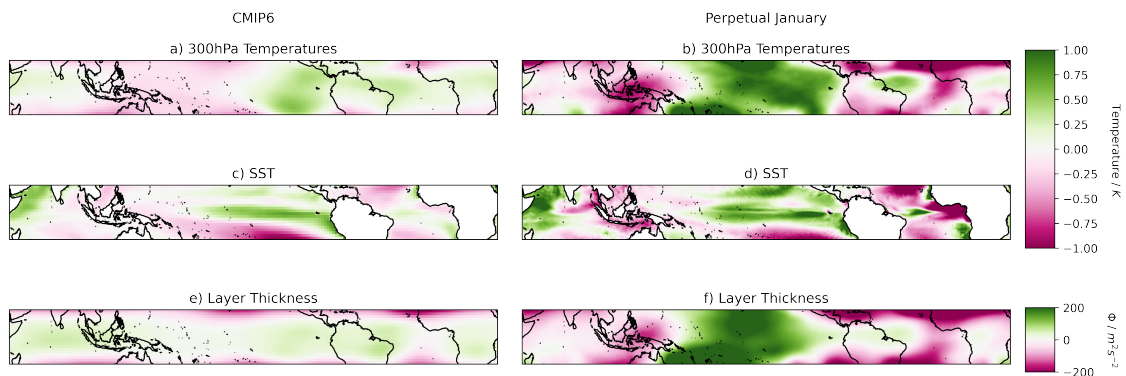 CMIP6
Perpetual January
a) 300hPa Temperatures
b) 300hPa Temperatures
c) SST
d) SST
e) Layer Thickness
f) Layer Thickness
1.00
0.75
0.50
0.25
0.00
−0.25
−0.50
−0.75
−1.00
Temperature / K
200
0
−200
Φ / m²s⁻²